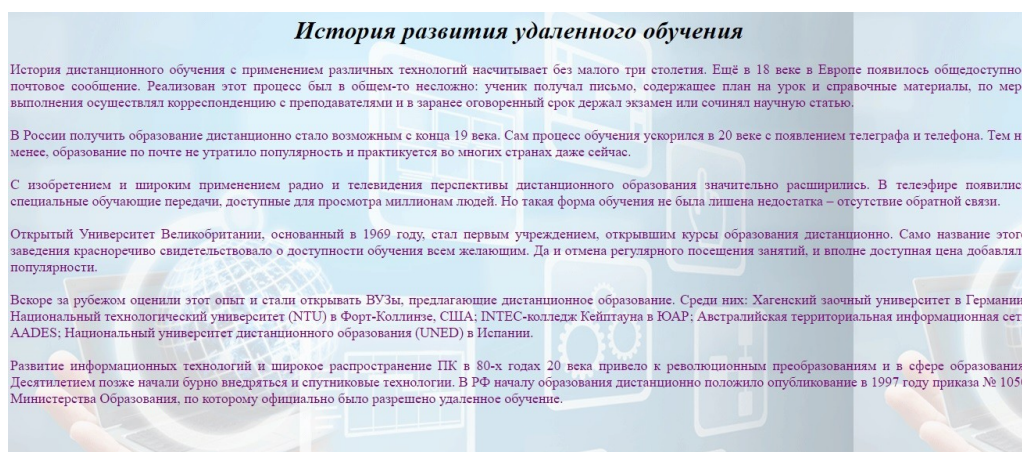 История развития удаленного обучения
История дистанционного обучения с применением различных технологий насчитывает без малого три столетия. Ещё в 18 веке в Европе появилось общедоступно
почтовое сообщение. Реализован этот процесс был в общем-то несложно: ученик получал письмо, содержащее план на урок и справочные материалы, по мер
выполнения осуществлял корреспонденцию с преподавателями и в заранее оговоренный срок держал экзамен или сочинял научную статью.
В России получить образование дистанционно стало возможным с конца 19 века. Сам процесс обучения ускорился в 20 веке с появлением телеграфа и телефона. Тем н
менее, образование по почте не утратило популярность и практикуется во многих странах даже сейчас.
С изобретением и широким применением радио и телевидения перспективы дистанционного образования значительно расширились. В телеэфире появилис
специальные обучающие передачи, доступные для просмотра миллионам людей. Но такая форма обучения не была лишена недостатка – отсутствие обратной связи.
Открытый Университет Великобритании, основанный в 1969 году, стал первым учреждением, открывшим курсы образования дистанционно. Само название этог
заведения красноречиво свидетельствовало о доступности обучения всем желающим. Да и отмена регулярного посещения занятий, и вполне доступная цена добавлял
популярности.
Вскоре за рубежом оценили этот опыт и стали открывать ВУЗы, предлагающие дистанционное образование. Среди них: Хагенский заочный университет в Германии
Национальный технологический университет (NTU) в Форт-Коллинзе, США; INTEC-колледж Кейптауна в ЮАР; Австралийская территориальная информационная сет
AADES; Национальный университет дистанционного образования (UNED) в Испании.
Развитие информационных технологий и широкое распространение ПК в 80-х годах 20 века привело к революционным преобразованиям и в сфере образования
Десятилетием позже начали бурно внедряться и спутниковые технологии. В РФ началу образования дистанционно положило опубликование в 1997 году приказа № 1050
Министерства Образования, по которому официально было разрешено удаленное обучение.